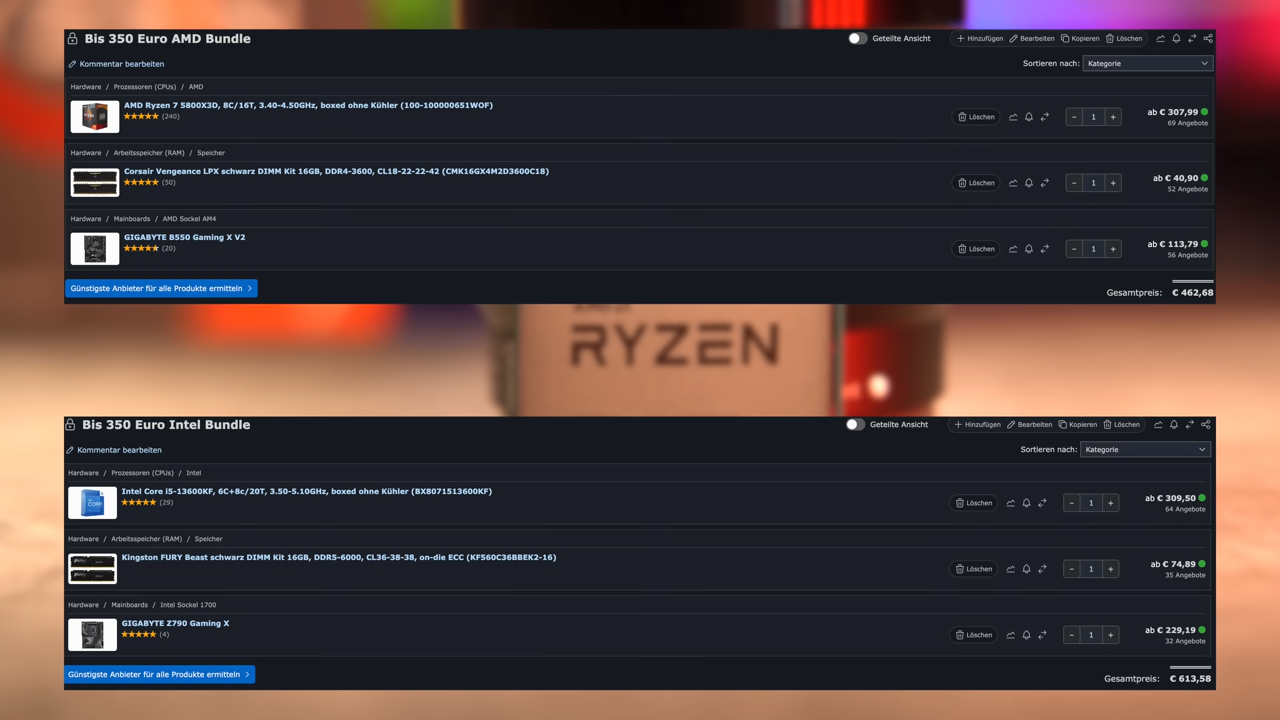 Bis 350 Euro AMD Bundle
Geteilte Ansicht
Hinzufügen Bearbeiten Kopieren Löschen
Kommentar bearbeiten
Sortieren nach: Kategorie
Hardware / Prozessoren (CPUs) / AMD
AMD Ryzen 7 5800X3D, 8C/16T, 3.40-4.50GHz, boxed ohne Kühler (100-100000651WOF)
★★★★★ (240)
Löschen
− 1 +
ab € 307,99
69 Angebote
Hardware / Arbeitsspeicher (RAM) / Speicher
Corsair Vengeance LPX schwarz DIMM Kit 16GB, DDR4-3600, CL18-22-22-42 (CMK16GX4M2D3600C18)
★★★★★ (50)
Löschen
− 1 +
ab € 40,90
52 Angebote
Hardware / Mainboards / AMD Sockel AM4
GIGABYTE B550 Gaming X V2
★★★★★ (20)
Löschen
− 1 +
ab € 113,79
56 Angebote
Günstigste Anbieter für alle Produkte ermitteln
Gesamtpreis: € 462,68
RYZEN
Bis 350 Euro Intel Bundle
Geteilte Ansicht
Hinzufügen Bearbeiten Kopieren Löschen
Kommentar bearbeiten
Sortieren nach: Kategorie
Hardware / Prozessoren (CPUs) / Intel
Intel Core i5-13600KF, 6C+8c/20T, 3.50-5.10GHz, boxed ohne Kühler (BX8071513600KF)
★★★★★ (29)
Löschen
− 1 +
ab € 309,50
64 Angebote
Hardware / Arbeitsspeicher (RAM) / Speicher
Kingston FURY Beast schwarz DIMM Kit 16GB, DDR5-6000, CL36-38-38, on-die ECC (KF560C36BBEK2-16)
Löschen
− 1 +
ab € 74,89
35 Angebote
Hardware / Mainboards / Intel Sockel 1700
GIGABYTE Z790 Gaming X
★★★★★ (4)
Löschen
− 1 +
ab € 229,19
32 Angebote
Günstigste Anbieter für alle Produkte ermitteln
Gesamtpreis: € 613,58